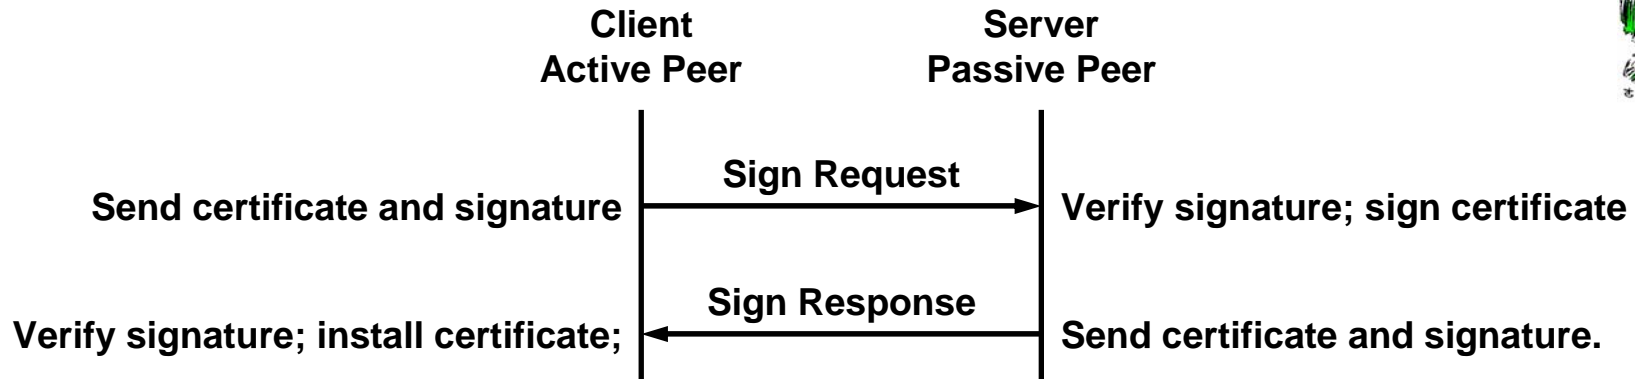 Client
Active Peer
Server
Passive Peer
Sign Request
Send certificate and signature
Verify signature; sign certificate
Sign Response
Verify signature; install certificate;
Send certificate and signature.